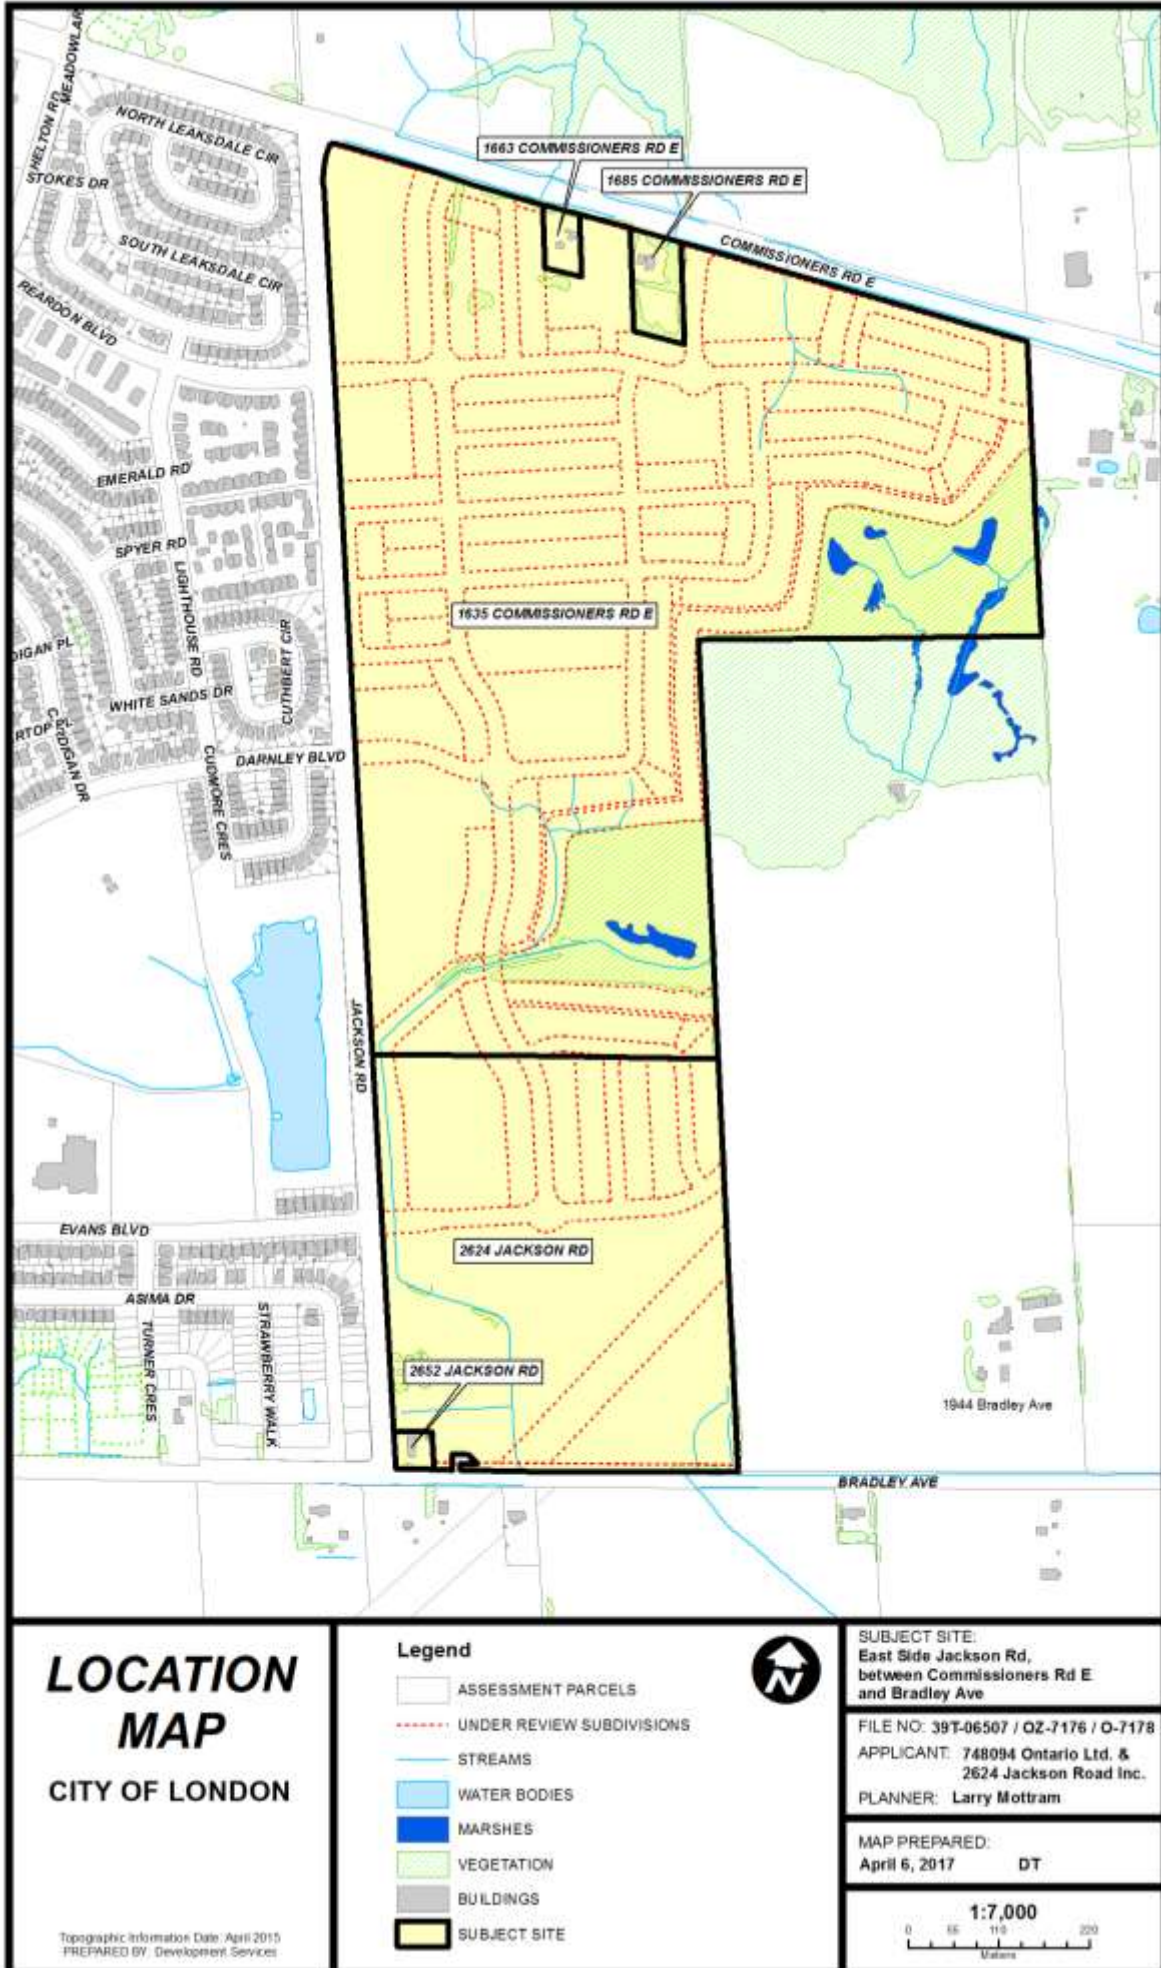 MEADOWLAR
HELTON RD
NORTH LEAKSDALE CIR
STOKES DR
SOUTH LEAKSDALE CIR
REARDON BLVD
1663 COMMISSIONERS RD E
1685 COMMISSIONERS RD E
COMMISSIONERS RD E
EMERALD RD
SPYER RD
LIGHTHOUSE RD
1635 COMMISSIONERS RD E
CUTHBERT CIR
DIGAN PL
WHITE SANDS DR
RTOP PL
CARDIGAN DR
CUDMORE CRES
DARNLEY BLVD
JACKSON RD
EVANS BLVD
2624 JACKSON RD
ASIMA DR
TURNER CRES
STRAWBERRY WALK
2652 JACKSON RD
1944 Bradley Ave
BRADLEY AVE
LOCATION
MAP
CITY OF LONDON
Topographic Information Date: April 2015
PREPARED BY: Development Services
Legend
ASSESSMENT PARCELS
UNDER REVIEW SUBDIVISIONS
STREAMS
WATER BODIES
MARSHES
VEGETATION
BUILDINGS
SUBJECT SITE
N
SUBJECT SITE:
East Side Jackson Rd,
between Commissioners Rd E
and Bradley Ave
FILE NO: 39T-06507 / OZ-7176 / O-7178
APPLICANT: 748094 Ontario Ltd. &
2624 Jackson Road Inc.
PLANNER: Larry Mottram
MAP PREPARED:
April 6, 2017 DT
1:7,000
0 55 110 220
Meters